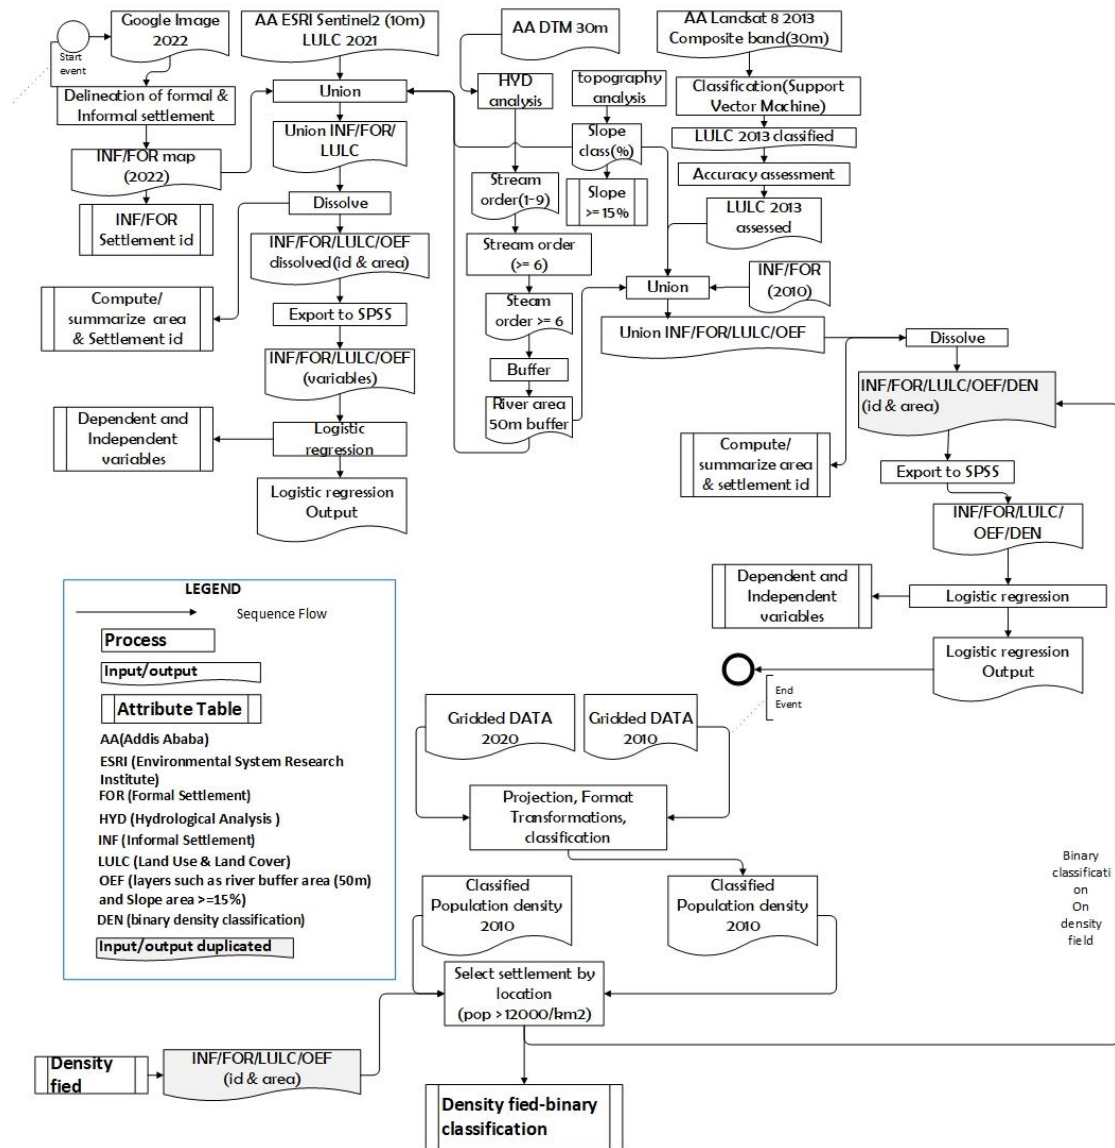 Google Image
2022
Start
event
Delineation of formal &
Informal settlement
INF/FOR map
(2022)
INF/FOR
Settlement id
AA ESRI Sentinel2 (10m)
LULC 2021
Union
Union INF/FOR/
LULC
Dissolve
INF/FOR/LULC/OEF
dissolved(id & area)
Compute/
summarize area
& Settlement id
Export to SPSS
INF/FOR/LULC/OEF
(variables)
Dependent and
Independent
variables
Logistic
regression
Logistic regression
Output
AA DTM 30m
HYD
analysis
topography
analysis
Slope
class(%)
Slope
>= 15%
Stream
order(1-9)
Stream order
(>= 6)
Steam
order >= 6
Buffer
River area
50m buffer
AA Landsat 8 2013
Composite band(30m)
Classification(Support
Vector Machine)
LULC 2013 classified
Accuracy assessment
LULC 2013
assessed
Union
INF/FOR
(2010)
Union INF/FOR/LULC/OEF
Dissolve
INF/FOR/LULC/OEF/DEN
(id & area)
Compute/
summarize area
& settlement id
Export to SPSS
INF/FOR/LULC/
OEF/DEN
Dependent and
Independent
variables
Logistic regression
Logistic regression
Output
End
Event
LEGEND
Sequence Flow
Process
Input/output
Attribute Table
AA(Addis Ababa)
ESRI (Environmental System Research
Institute)
FOR (Formal Settlement)
HYD (Hydrological Analysis )
INF (Informal Settlement)
LULC (Land Use & Land Cover)
OEF (layers such as river buffer area (50m)
and Slope area >=15%)
DEN (binary density classification)
Input/output duplicated
Gridded DATA
2020
Gridded DATA
2010
Projection, Format
Transformations,
classification
Classified
Population density
2010
Classified
Population density
2010
Select settlement by
location
(pop >12000/km2)
Binary
classificati
on
On
density
field
Density
fied
INF/FOR/LULC/OEF
(id & area)
Density fied-binary
classification